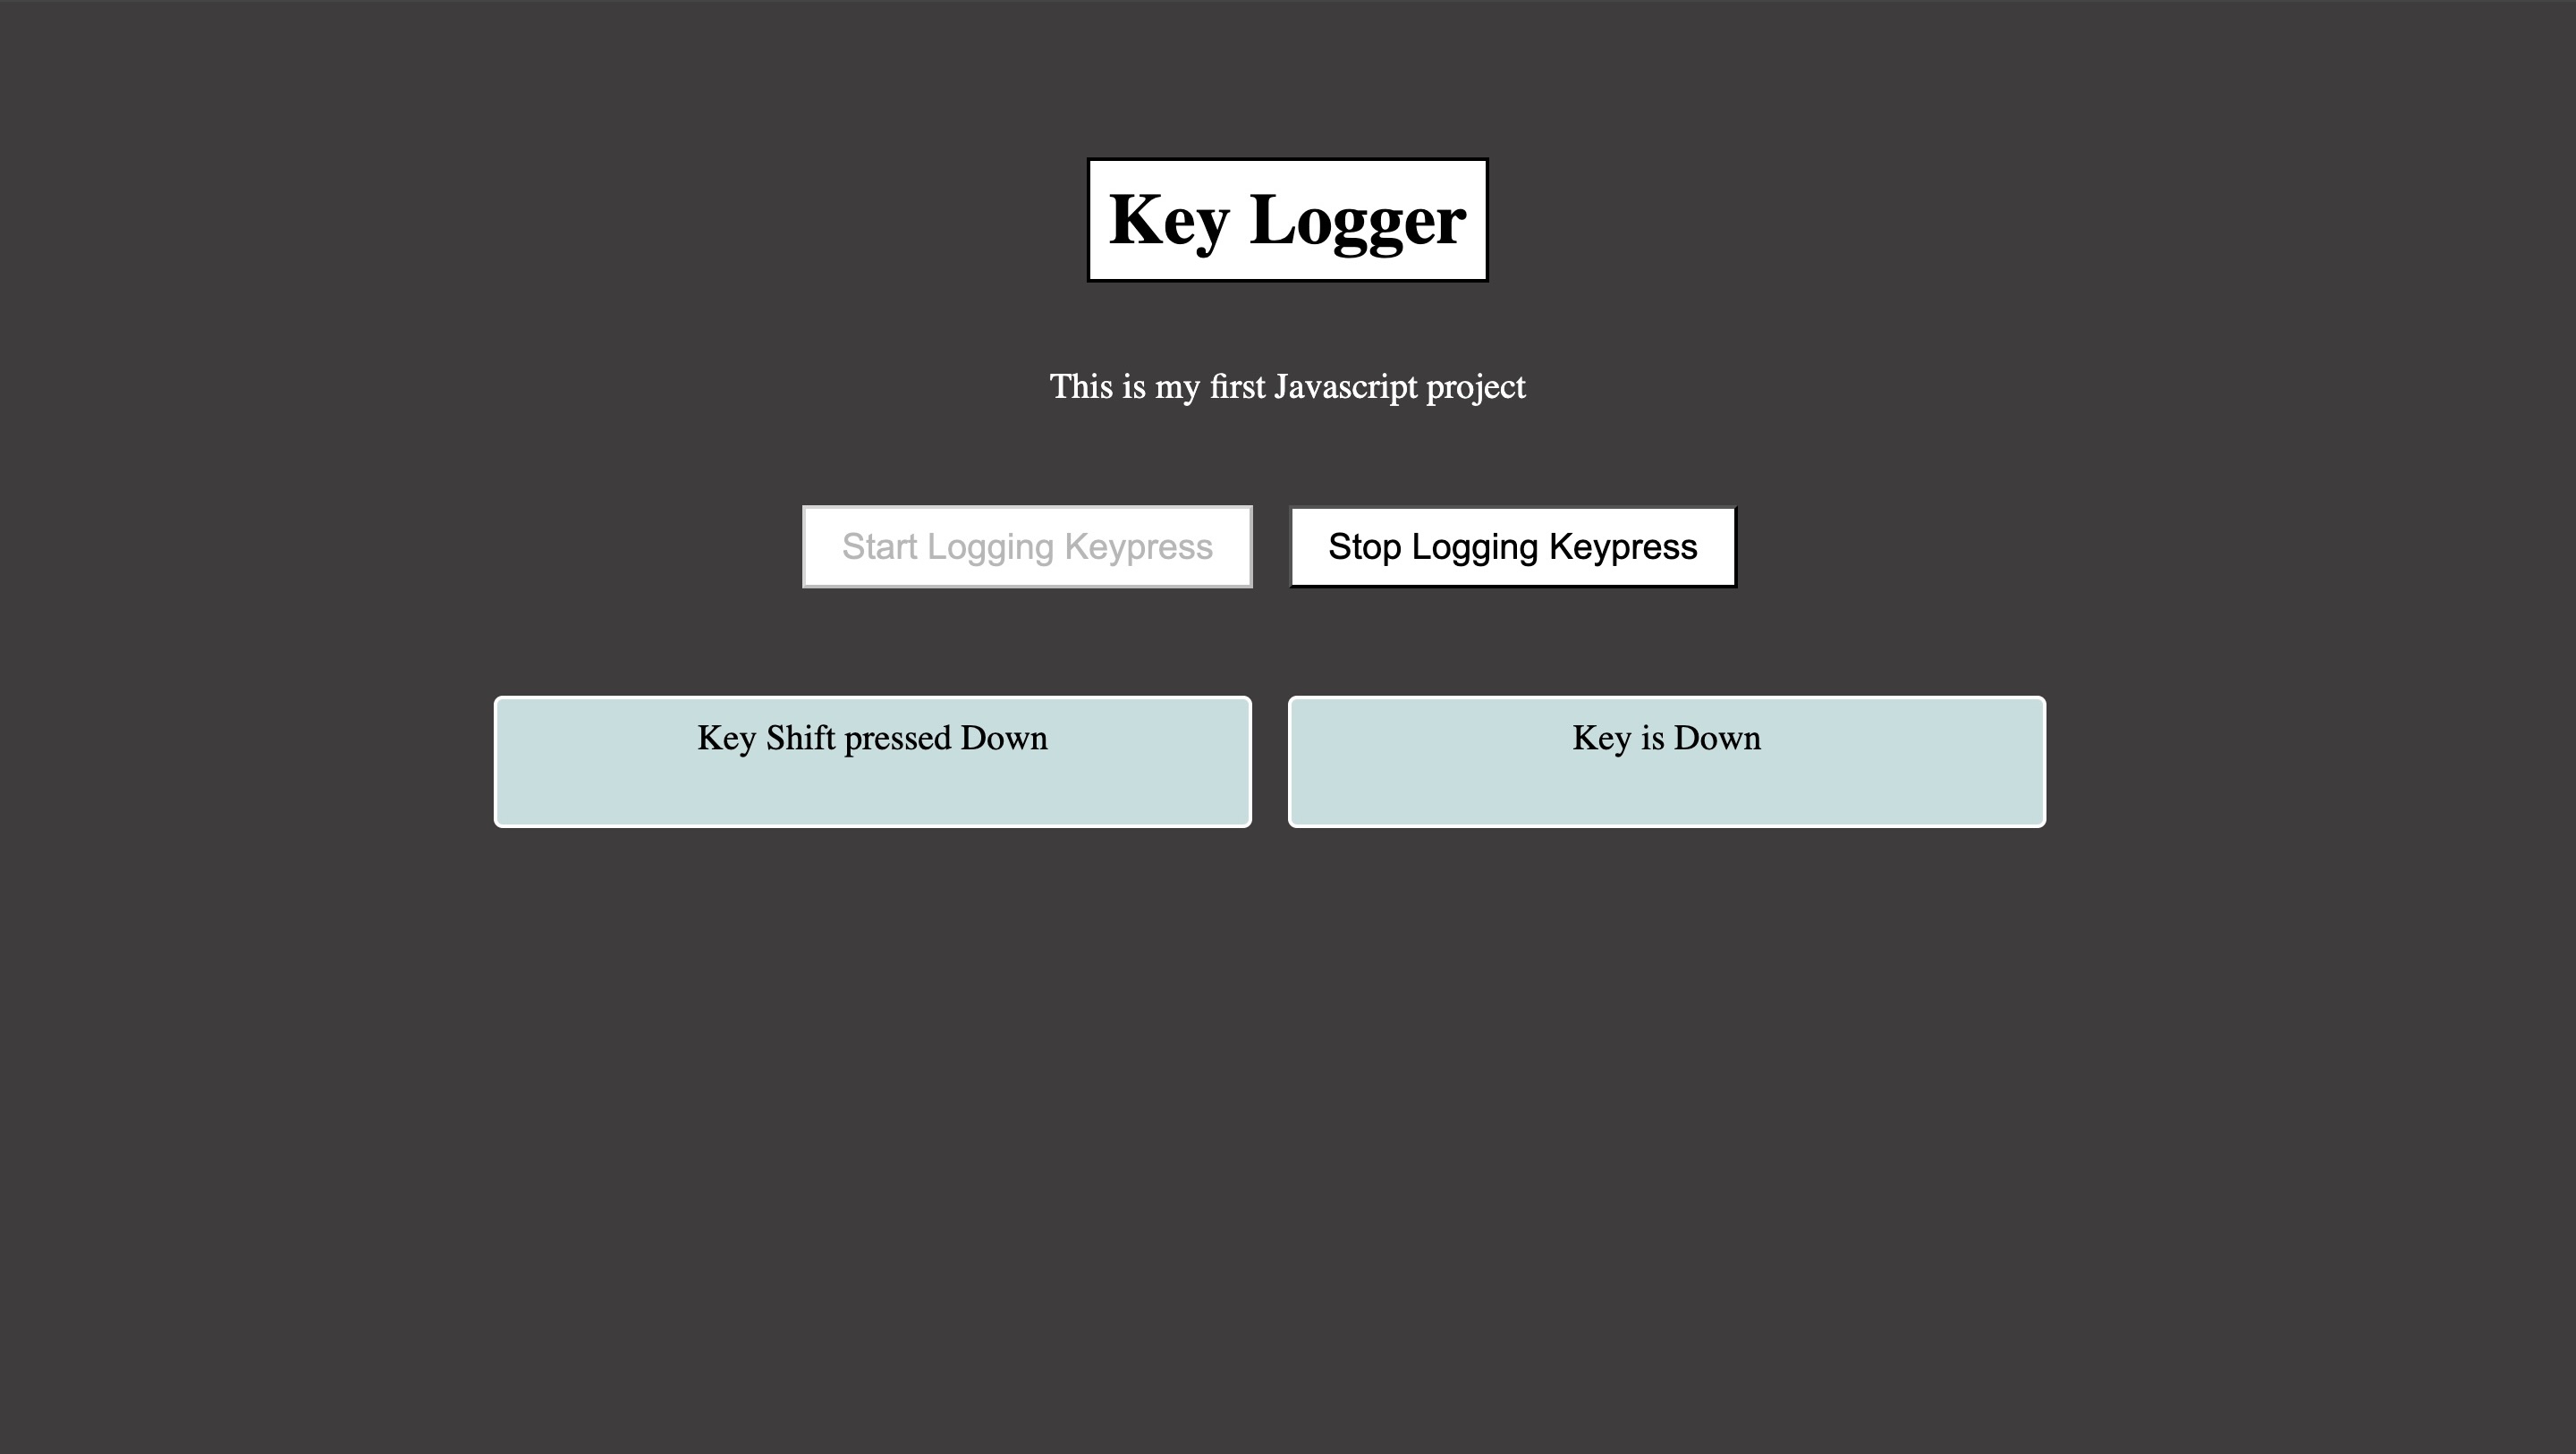 Key Logger
This is my first Javascript project
Start Logging Keypress
Stop Logging Keypress
Key Shift pressed Down
Key is Down